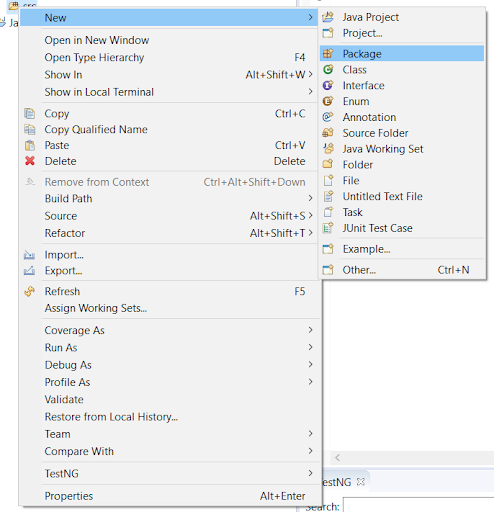 src
Ja
New
Open in New Window
Open Type Hierarchy F4
Show In Alt+Shift+W
Show in Local Terminal
Copy Ctrl+C
Copy Qualified Name
Paste Ctrl+V
Delete Delete
Remove from Context Ctrl+Alt+Shift+Down
Build Path
Source Alt+Shift+S
Refactor Alt+Shift+T
Import...
Export...
Refresh F5
Assign Working Sets...
Coverage As
Run As
Debug As
Profile As
Validate
Restore from Local History...
Team
Compare With
TestNG
Properties Alt+Enter
Java Project
Project...
Package
Class
Interface
Enum
Annotation
Source Folder
Java Working Set
Folder
File
Untitled Text File
Task
JUnit Test Case
Example...
Other... Ctrl+N
estNG
Search: